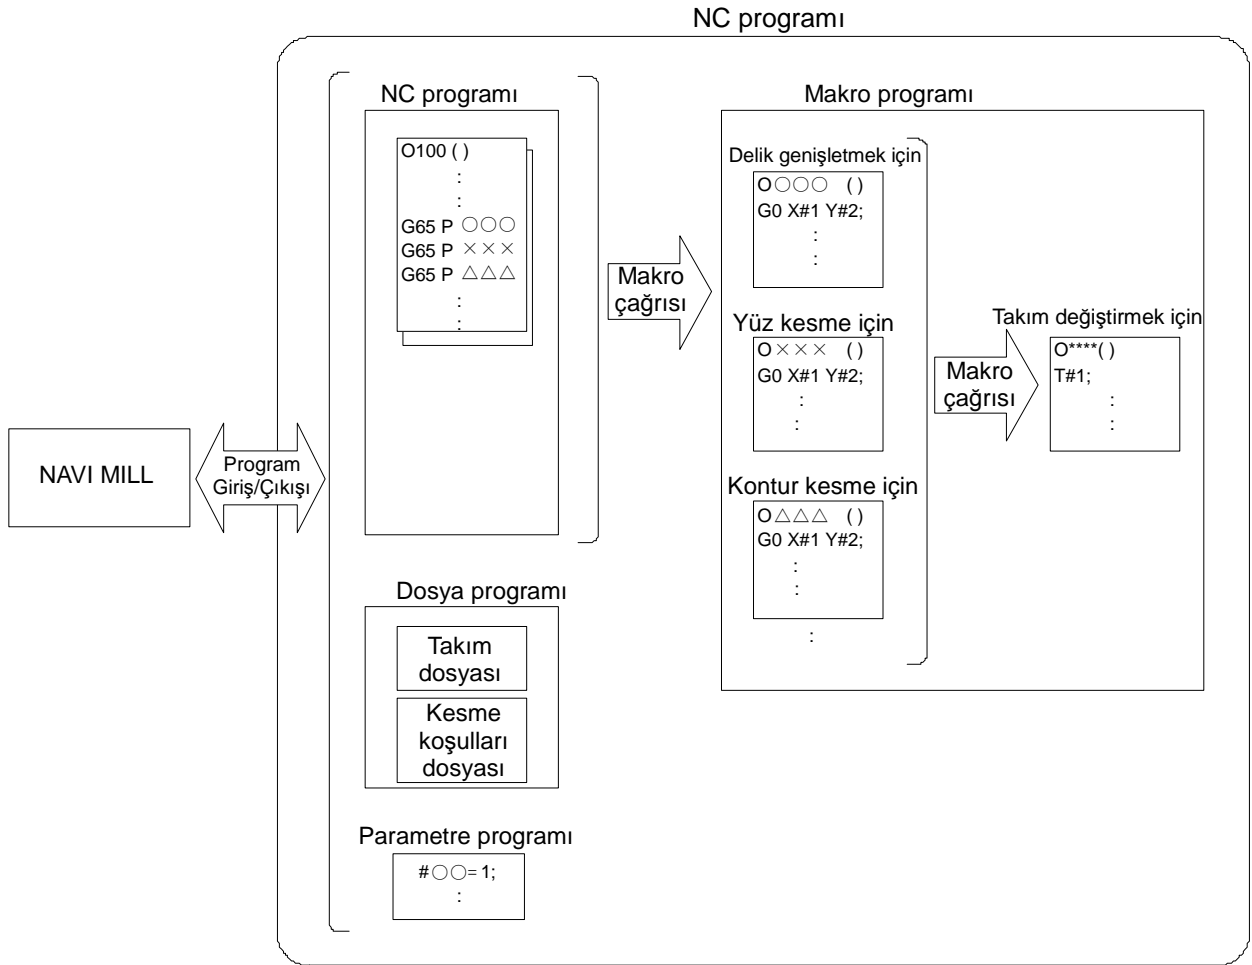 NC programı
NC programı
O100 ( )
:
:
G65 P ○○○
G65 P ×××
G65 P △△△
:
:
Makro
çağrısı
Makro programı
Delik genişletmek için
O○○○ ( )
G0 X#1 Y#2;
:
:
Yüz kesme için
O××× ( )
G0 X#1 Y#2;
:
:
Kontur kesme için
O△△△ ( )
G0 X#1 Y#2;
:
:
:
Makro
çağrısı
Takım değiştirmek için
O****( )
T#1;
:
:
NAVI MILL
Program
Giriş/Çıkışı
Dosya programı
Takım
dosyası
Kesme
koşulları
dosyası
Parametre programı
#○○= 1;
: